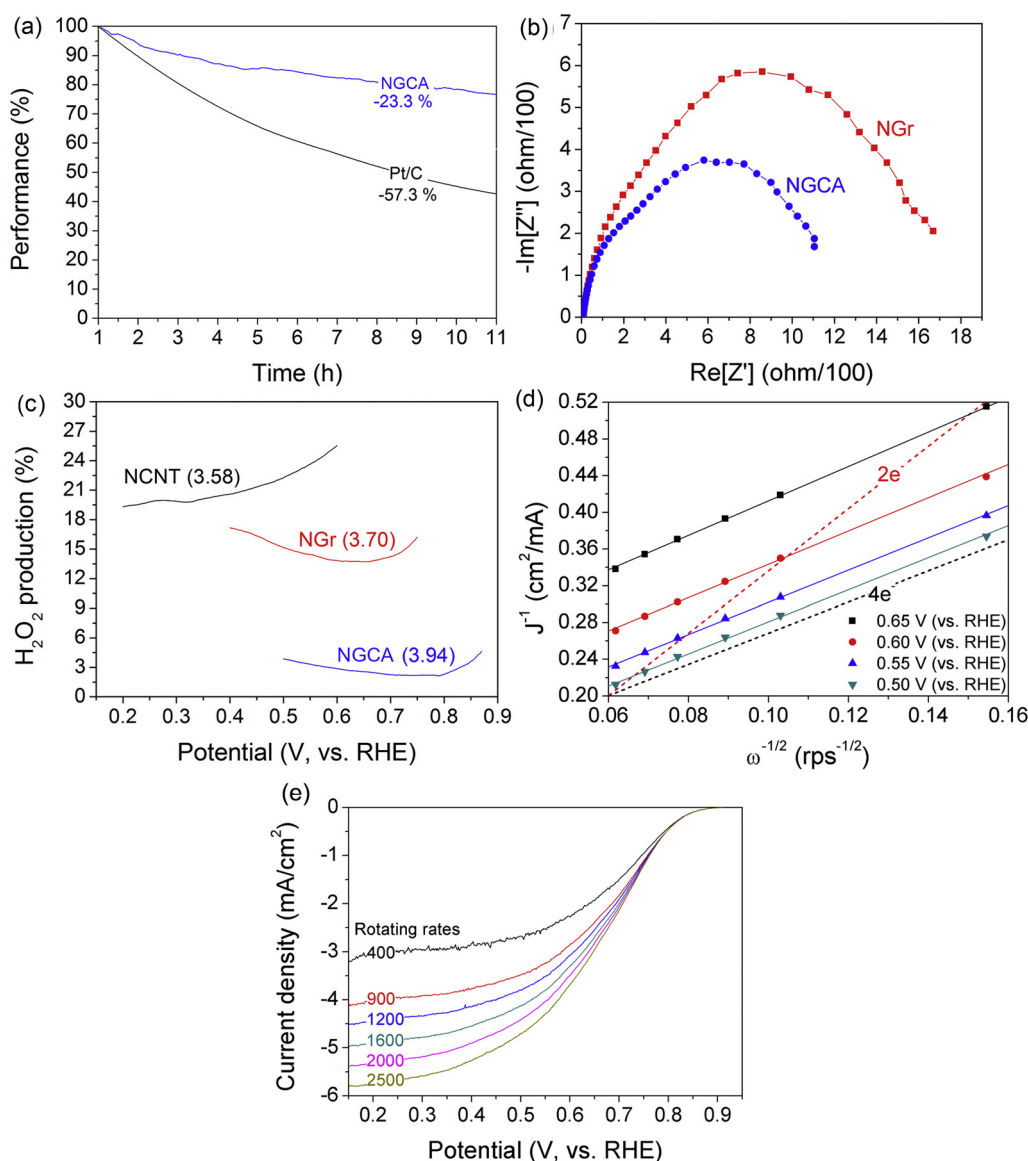 (a)
100
90
80
70
60
50
40
30
20
10
0
Performance (%)
NGCA
-23.3 %
Pt/C
-57.3 %
1 2 3 4 5 6 7 8 9 10 11
Time (h)
(b)
7
6
5
4
3
2
1
0
-Im[Z''] (ohm/100)
NGr
NGCA
0 2 4 6 8 10 12 14 16 18
Re[Z'] (ohm/100)
(c)
30
27
24
21
18
15
12
9
6
3
0
H₂O₂ production (%)
NCNT (3.58)
NGr (3.70)
NGCA (3.94)
0.2 0.3 0.4 0.5 0.6 0.7 0.8 0.9
Potential (V, vs. RHE)
(d)
0.52
0.48
0.44
0.40
0.36
0.32
0.28
0.24
0.20
J⁻¹ (cm²/mA)
2e
4e
0.65 V (vs. RHE)
0.60 V (vs. RHE)
0.55 V (vs. RHE)
0.50 V (vs. RHE)
0.06 0.08 0.10 0.12 0.14 0.16
ω⁻¹/² (rps⁻¹/²)
(e)
0
-1
-2
-3
-4
-5
-6
Current density (mA/cm²)
Rotating rates
400
900
1200
1600
2000
2500
0.2 0.3 0.4 0.5 0.6 0.7 0.8 0.9
Potential (V, vs. RHE)